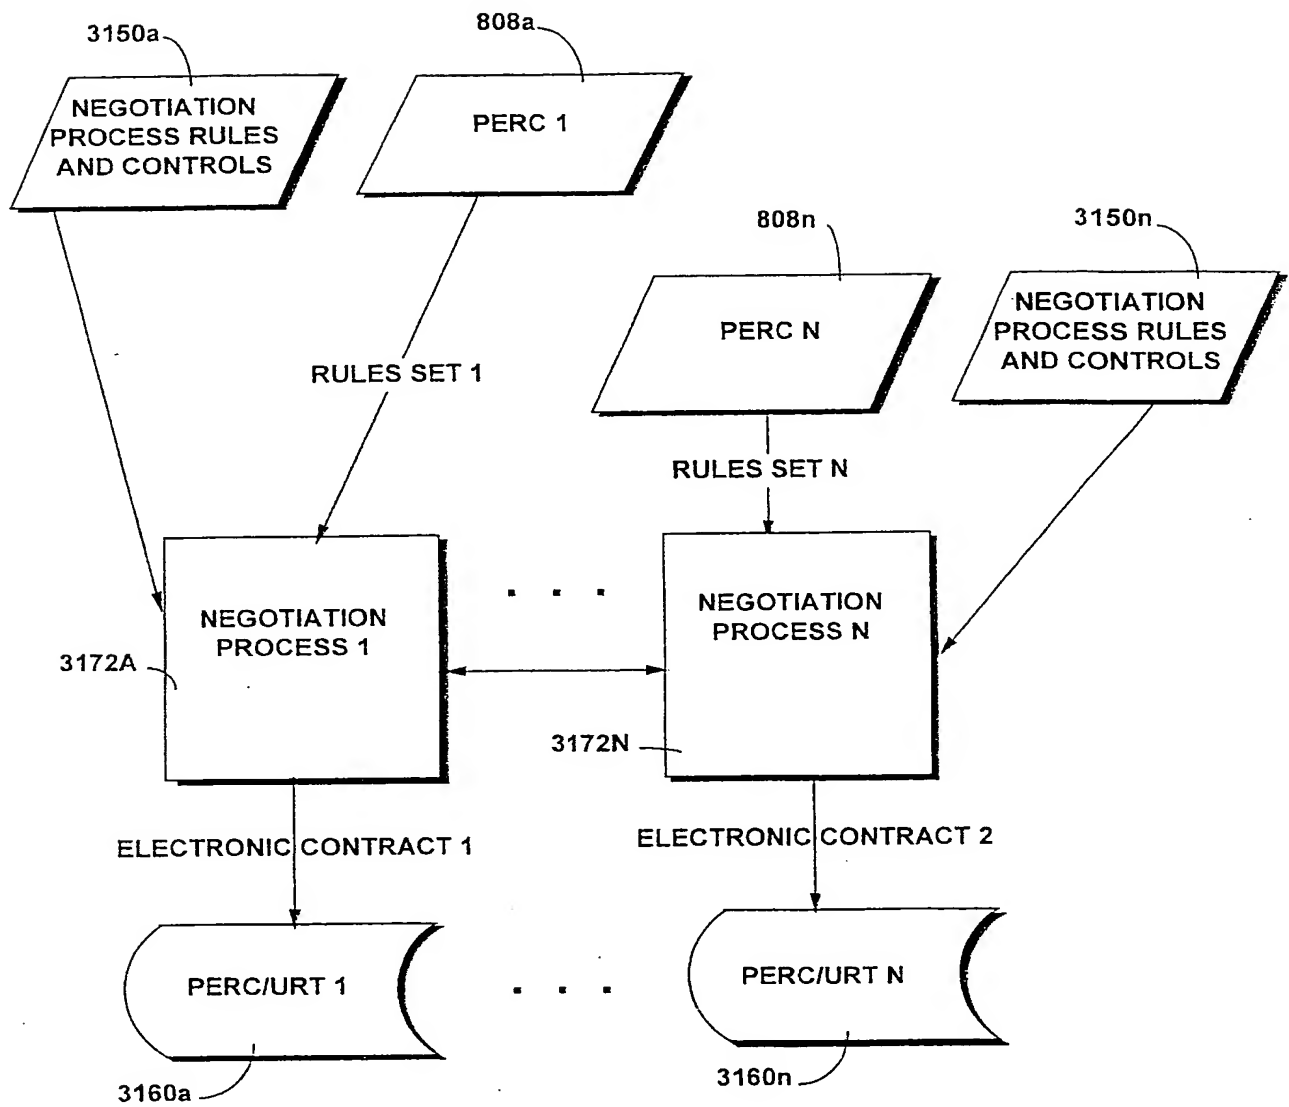 3150a
808a
NEGOTIATION
PROCESS RULES
AND CONTROLS
PERC 1
808n
3150n
PERC N
NEGOTIATION
PROCESS RULES
AND CONTROLS
RULES SET 1
RULES SET N
NEGOTIATION
PROCESS 1
NEGOTIATION
PROCESS N
3172A
3172N
ELECTRONIC CONTRACT 1
ELECTRONIC CONTRACT 2
PERC/URT 1
PERC/URT N
3160a
3160n